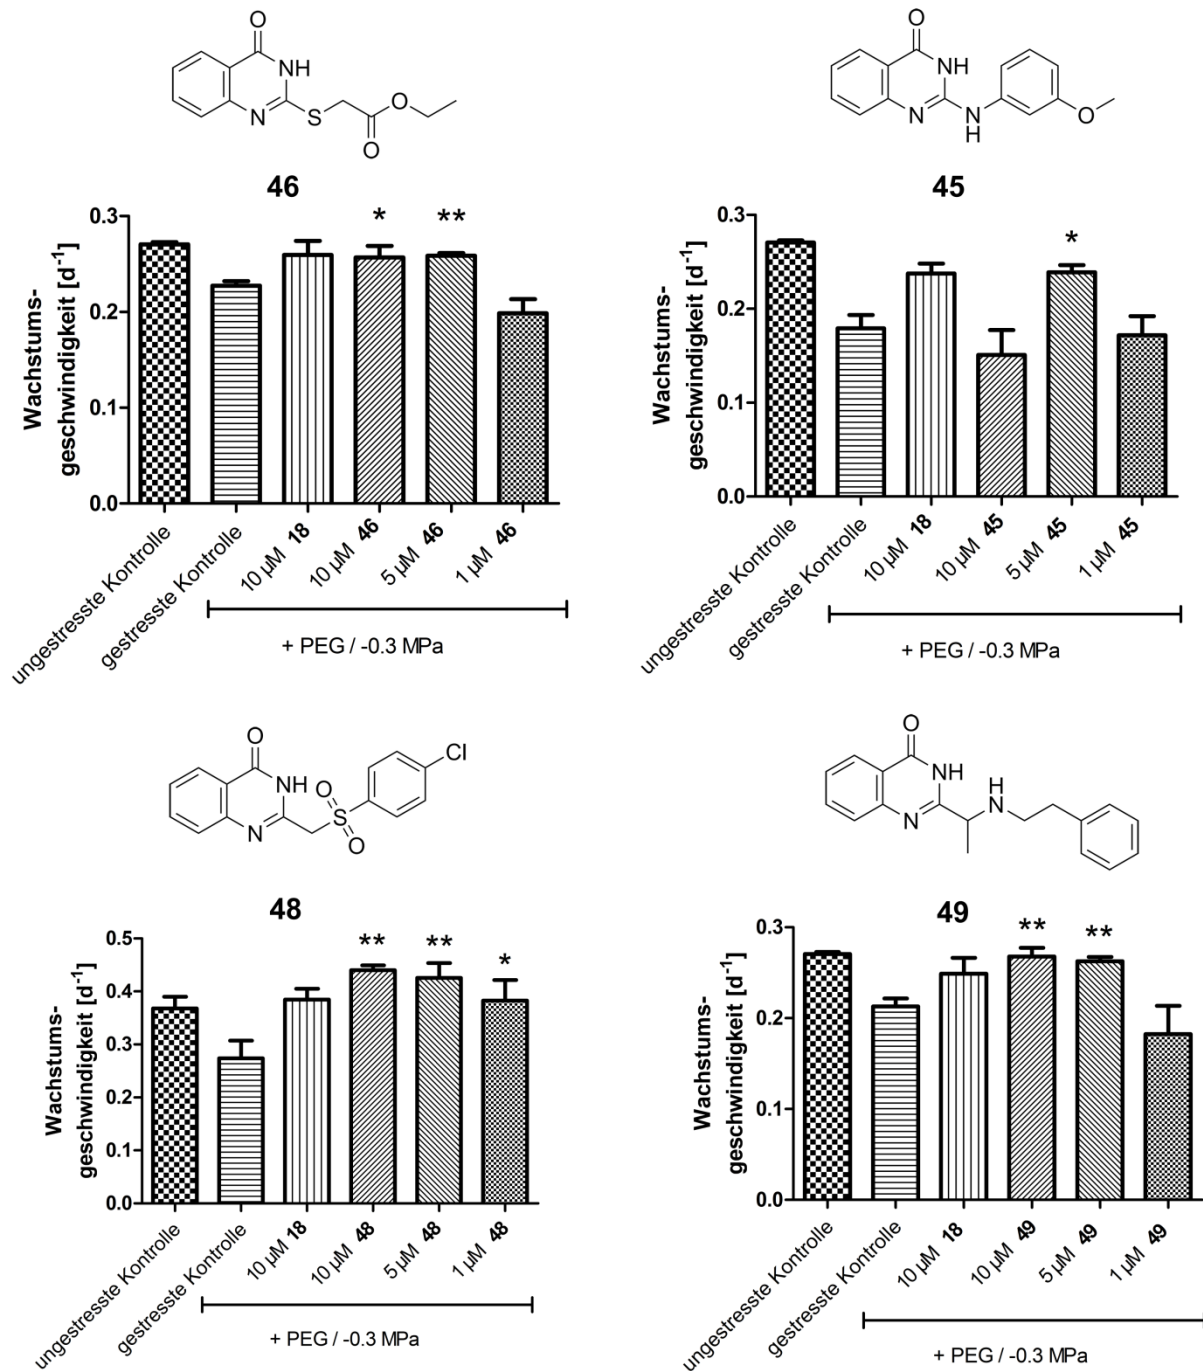 O
NH
N
S
O
O
46
Wachstums-
geschwindigkeit [d⁻¹]
0.3
0.2
0.1
0.0
*
**
ungestresste Kontrolle
gestresste Kontrolle
10 µM 18
10 µM 46
5 µM 46
1 µM 46
+ PEG / -0.3 MPa
O
NH
N
N
H
O
45
Wachstums-
geschwindigkeit [d⁻¹]
0.3
0.2
0.1
0.0
*
ungestresste Kontrolle
gestresste Kontrolle
10 µM 18
10 µM 45
5 µM 45
1 µM 45
+ PEG / -0.3 MPa
O
NH
N
O
S
O
Cl
48
Wachstums-
geschwindigkeit [d⁻¹]
0.5
0.4
0.3
0.2
0.1
0.0
**
**
*
ungestresste Kontrolle
gestresste Kontrolle
10 µM 18
10 µM 48
5 µM 48
1 µM 48
+ PEG / -0.3 MPa
O
NH
N
H
N
49
Wachstums-
geschwindigkeit [d⁻¹]
0.3
0.2
0.1
0.0
**
**
ungestresste Kontrolle
gestresste Kontrolle
10 µM 18
10 µM 49
5 µM 49
1 µM 49
+ PEG / -0.3 MPa